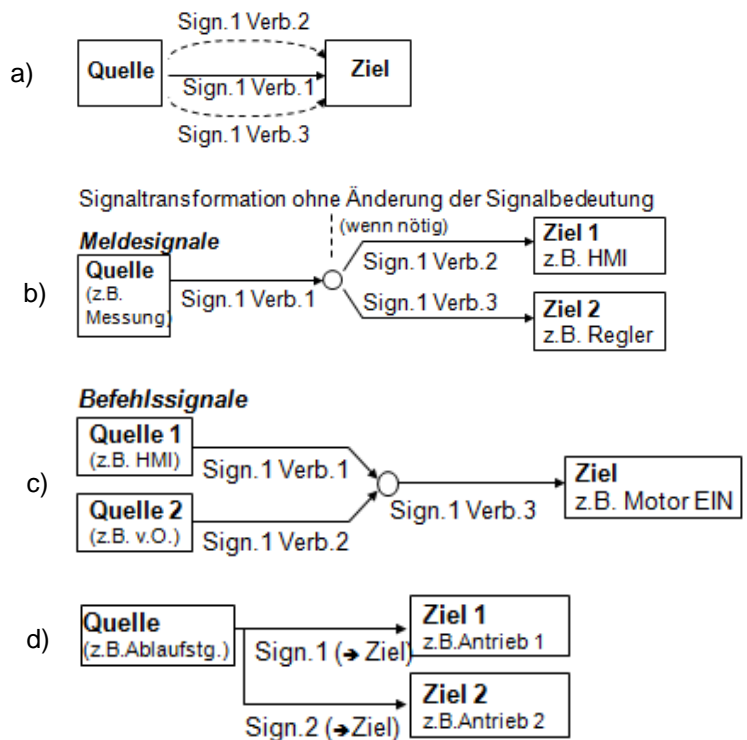 Sign.1 Verb.2
a)
Quelle
Ziel
Sign.1 Verb.1
Sign.1 Verb.3
Signaltransformation ohne Änderung der Signalbedeutung
(wenn nötig)
Meldesignale
b)
Quelle
(z.B.
Messung)
Sign.1 Verb.1
Sign.1 Verb.2
Sign.1 Verb.3
Ziel 1
z.B. HMI
Ziel 2
z.B. Regler
Befehlssignale
c)
Quelle 1
(z.B. HMI)
Sign.1 Verb.1
Quelle 2
(z.B. v.O.)
Sign.1 Verb.2
Sign.1 Verb.3
Ziel
z.B. Motor EIN
d)
Quelle
(z.B.Ablaufstg.)
Sign.1 (➔ Ziel)
Ziel 1
z.B.Antrieb 1
Sign.2 (➔Ziel)
Ziel 2
z.B.Antrieb 2